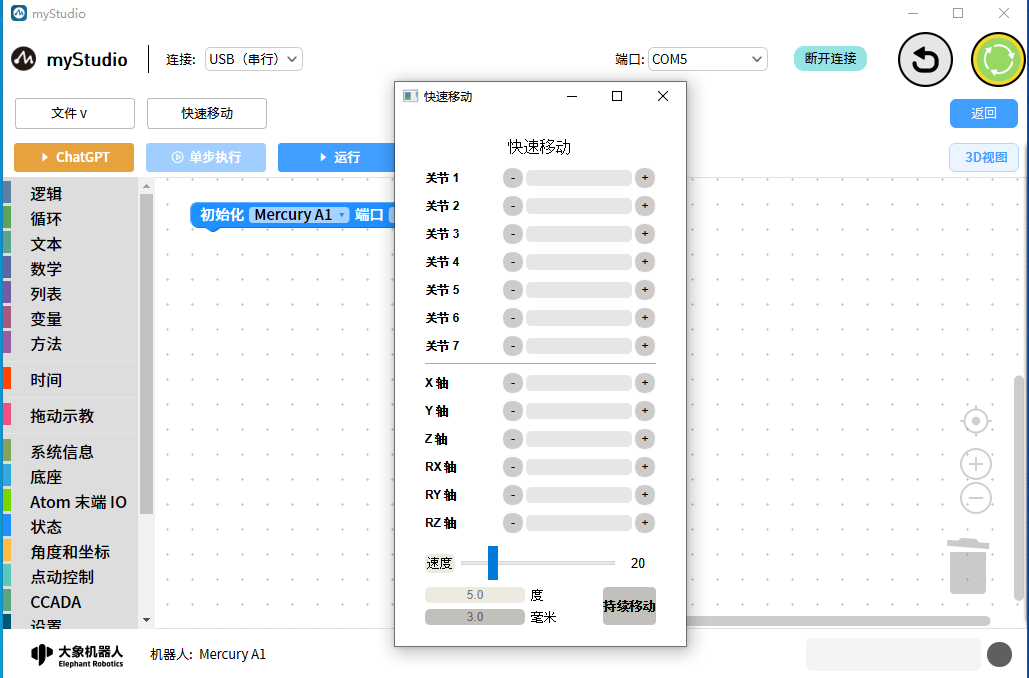 myStudio
myStudio
连接:
USB（串行）
端口:
COM5
断开连接
文件 v
快速移动
返回
ChatGPT
单步执行
运行
3D视图
逻辑
循环
文本
数学
列表
变量
方法
时间
拖动示教
系统信息
底座
Atom 末端 IO
状态
角度和坐标
点动控制
CCADA
设置
初始化 Mercury A1 端口
快速移动
快速移动
关节 1 - +
关节 2 - +
关节 3 - +
关节 4 - +
关节 5 - +
关节 6 - +
关节 7 - +
X 轴 - +
Y 轴 - +
Z 轴 - +
RX 轴 - +
RY 轴 - +
RZ 轴 - +
速度 20
5.0 度
3.0 毫米
持续移动
大象机器人
Elephant Robotics
机器人: Mercury A1